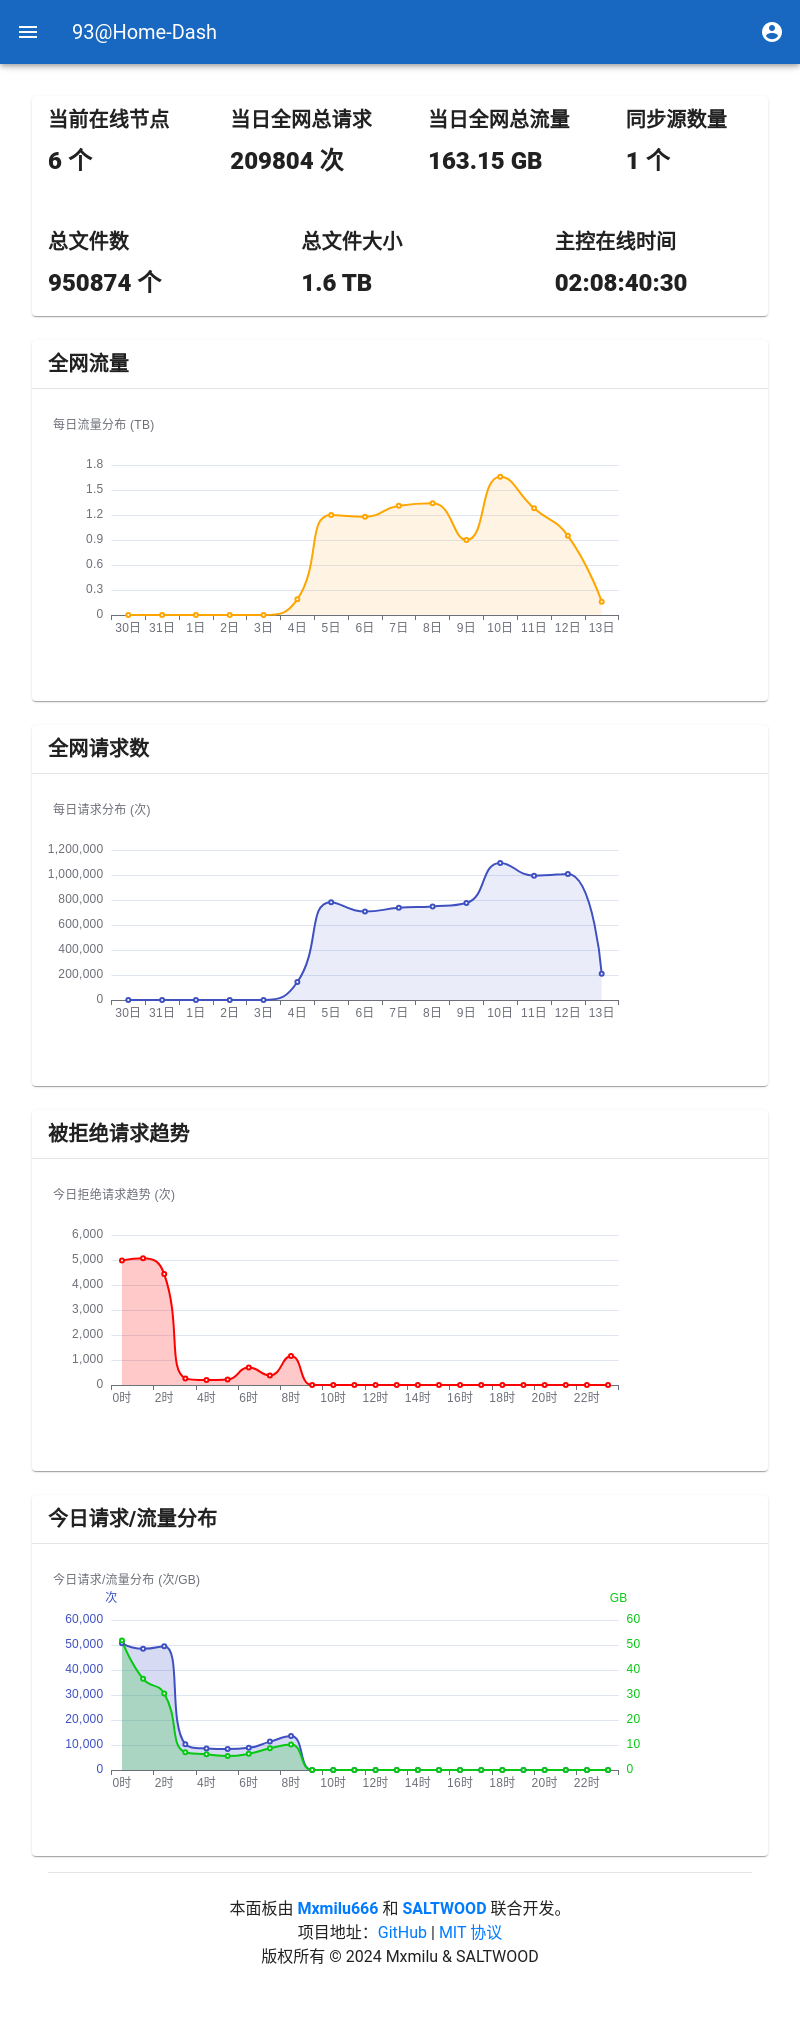 93@Home-Dash
当前在线节点 当日全网总请求 当日全网总流量 同步源数量
6 个 209804 次 163.15 GB 1 个
总文件数 总文件大小 主控在线时间
950874 个 1.6 TB 02:08:40:30
全网流量
每日流量分布 (TB)
1.8
1.5
1.2
0.9
0.6
0.3
0
30日 31日 1日 2日 3日 4日 5日 6日 7日 8日 9日 10日 11日 12日 13日
全网请求数
每日请求分布 (次)
1,200,000
1,000,000
800,000
600,000
400,000
200,000
0
30日 31日 1日 2日 3日 4日 5日 6日 7日 8日 9日 10日 11日 12日 13日
被拒绝请求趋势
今日拒绝请求趋势 (次)
6,000
5,000
4,000
3,000
2,000
1,000
0
0时 2时 4时 6时 8时 10时 12时 14时 16时 18时 20时 22时
今日请求/流量分布
今日请求/流量分布 (次/GB)
次 GB
60,000 60
50,000 50
40,000 40
30,000 30
20,000 20
10,000 10
0 0
0时 2时 4时 6时 8时 10时 12时 14时 16时 18时 20时 22时
本面板由 Mxmilu666 和 SALTWOOD 联合开发。
项目地址：GitHub | MIT 协议
版权所有 © 2024 Mxmilu & SALTWOOD